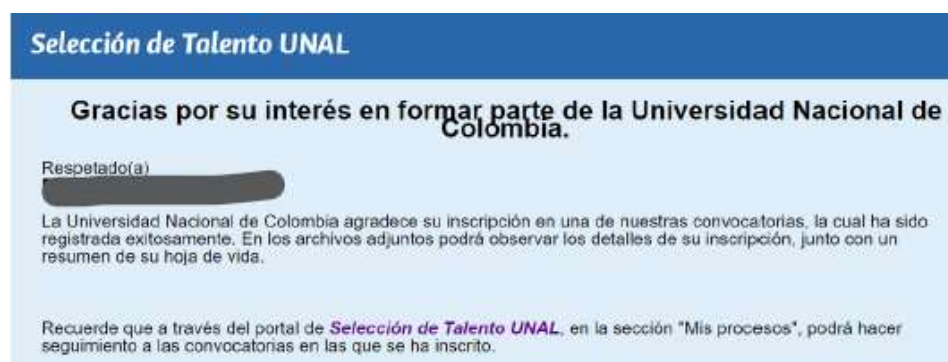 Selección de Talento UNAL
Gracias por su interés en formar parte de la Universidad Nacional de
Colombia.
Respetado(a)
La Universidad Nacional de Colombia agradece su inscripción en una de nuestras convocatorias, la cual ha sido
registrada exitosamente. En los archivos adjuntos podrá observar los detalles de su inscripción, junto con un
resumen de su hoja de vida.
Recuerde que a través del portal de Selección de Talento UNAL, en la sección "Mis procesos", podrá hacer
seguimiento a las convocatorias en las que se ha inscrito.